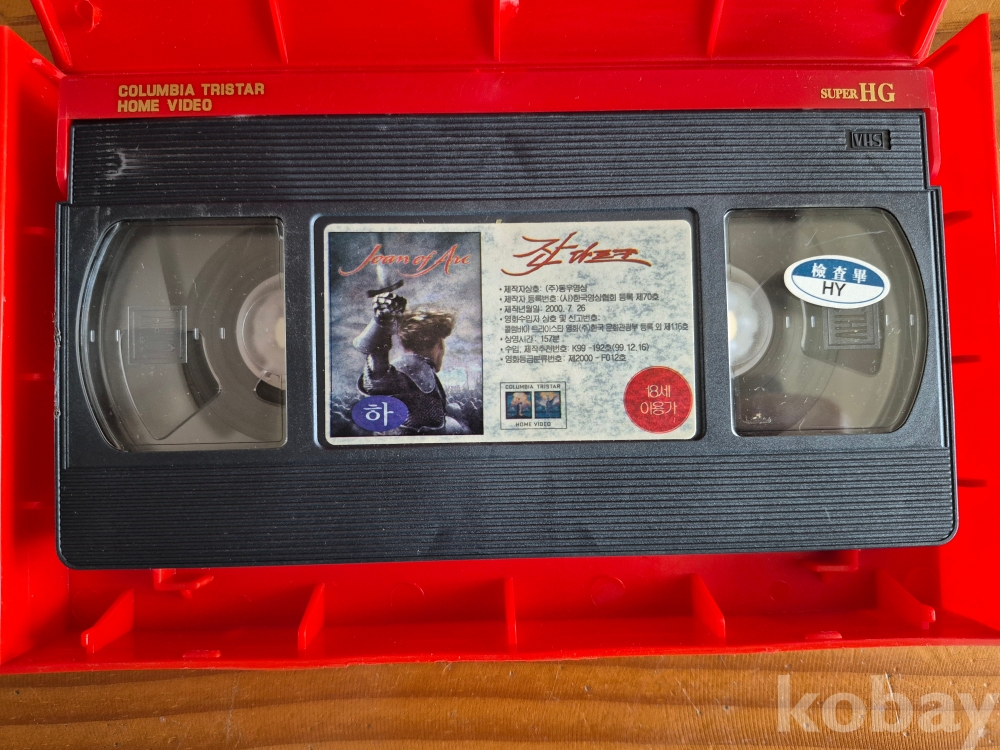 COLUMBIA TRISTAR
HOME VIDEO
SUPER HG
VHS
Joan of Arc
잔 다르크
• 제작자상호: (주)동우영상
• 제작자 등록번호: (사)한국영상협회 등록 제70호
• 제작년월일: 2000. 7. 26
• 영화수입자 상호 및 신고번호:
콜럼비아 트라이스타 영화(주)한국 문화관광부 등록 외 제116호
• 상영시간: 157분
• 수입, 제작추천번호: K99-192호(99.12.16)
• 영화등급분류번호: 제2000-F012호
하
COLUMBIA TRISTAR
HOME VIDEO
18세
이용가
檢查畢
HY
kobay